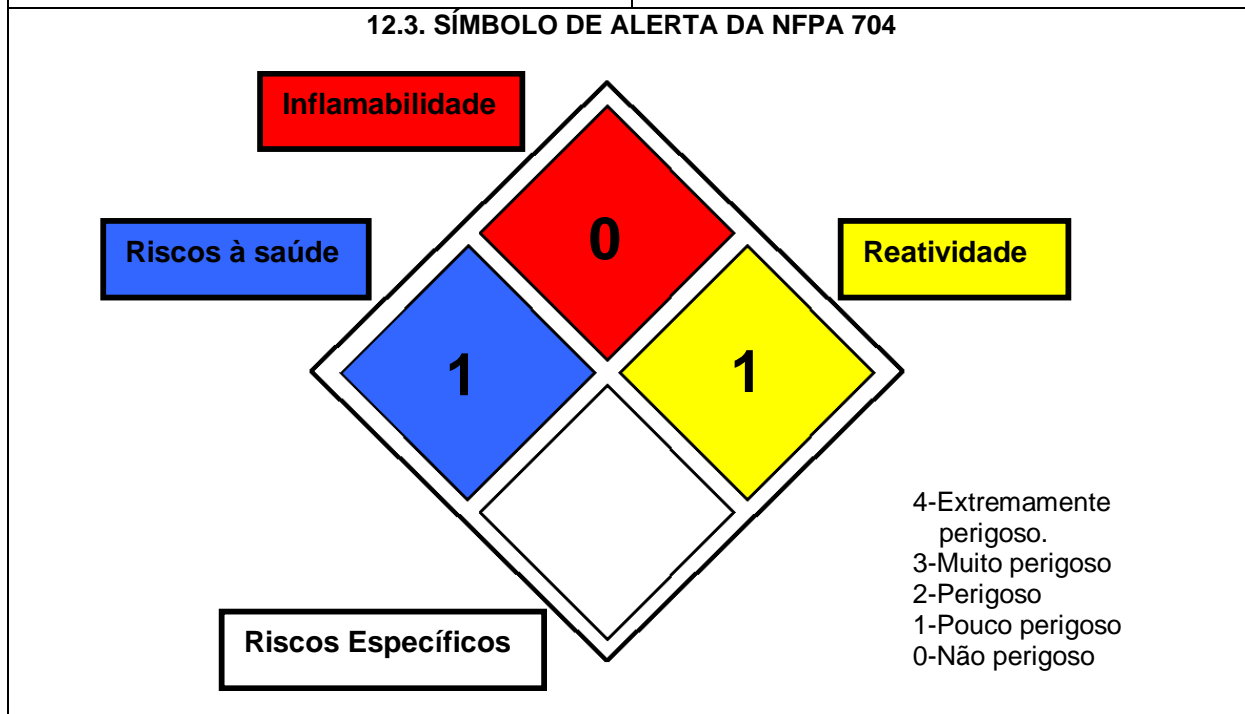 12.3. SÍMBOLO DE ALERTA DA NFPA 704
Inflamabilidade
0
Riscos à saúde
Reatividade
1
1
4-Extremamente
perigoso.
3-Muito perigoso
2-Perigoso
1-Pouco perigoso
0-Não perigoso
Riscos Específicos